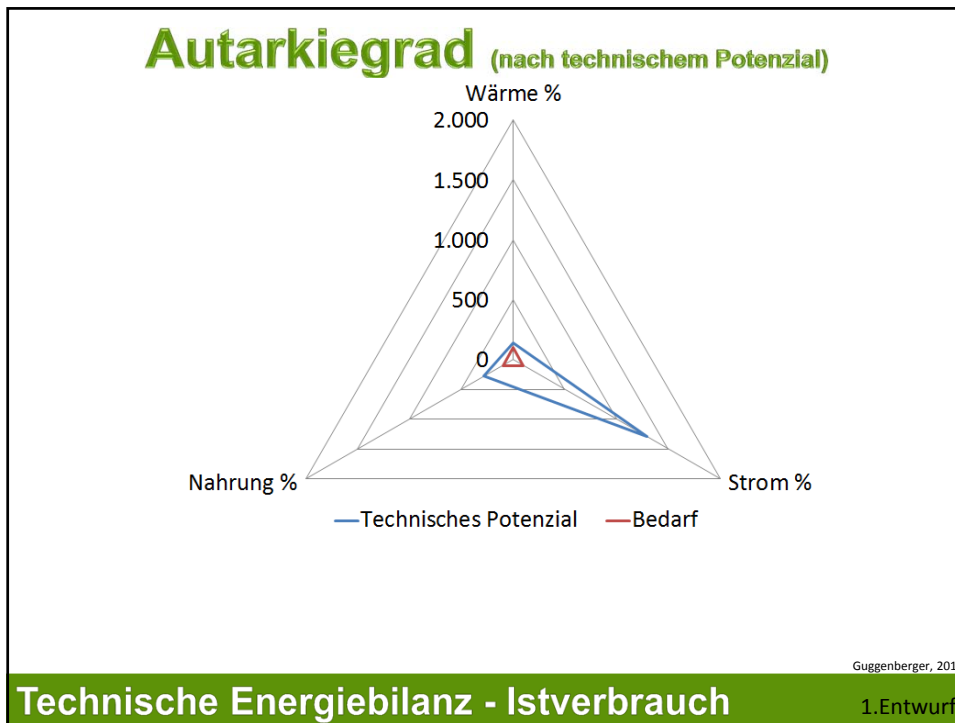 Autarkiegrad (nach technischem Potenzial)
Wärme %
2.000
1.500
1.000
500
0
Nahrung %
Strom %
Technisches Potenzial
Bedarf
Guggenberger, 201
Technische Energiebilanz - Istverbrauch
1.Entwurf